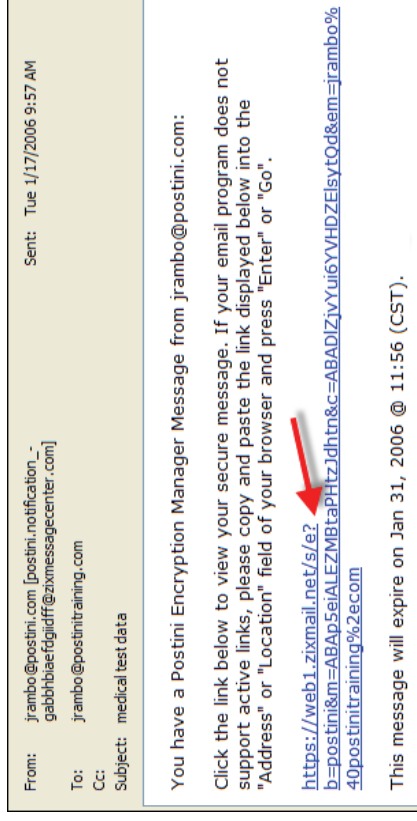 From: jrambo@postini.com [postini.notification_- Sent: Tue 1/17/2006 9:57 AM
gabbhbiaefdgiidff@zixmessagecenter.com]
To: jrambo@postinitraining.com
Cc:
Subject: medical test data
You have a Postini Encryption Manager Message from jrambo@postini.com:
Click the link below to view your secure message. If your email program does not
support active links, please copy and paste the link displayed below into the
"Address" or "Location" field of your browser and press "Enter" or "Go".
https://web1.zixmail.net/s/e?
b=postini&m=ABAp5eiALEZMBtaPHtzJdhtn&c=ABADlZjvYui6YVHDZElsytQd&em=jrambo%
40postinitraining%2ecom
This message will expire on Jan 31, 2006 @ 11:56 (CST).